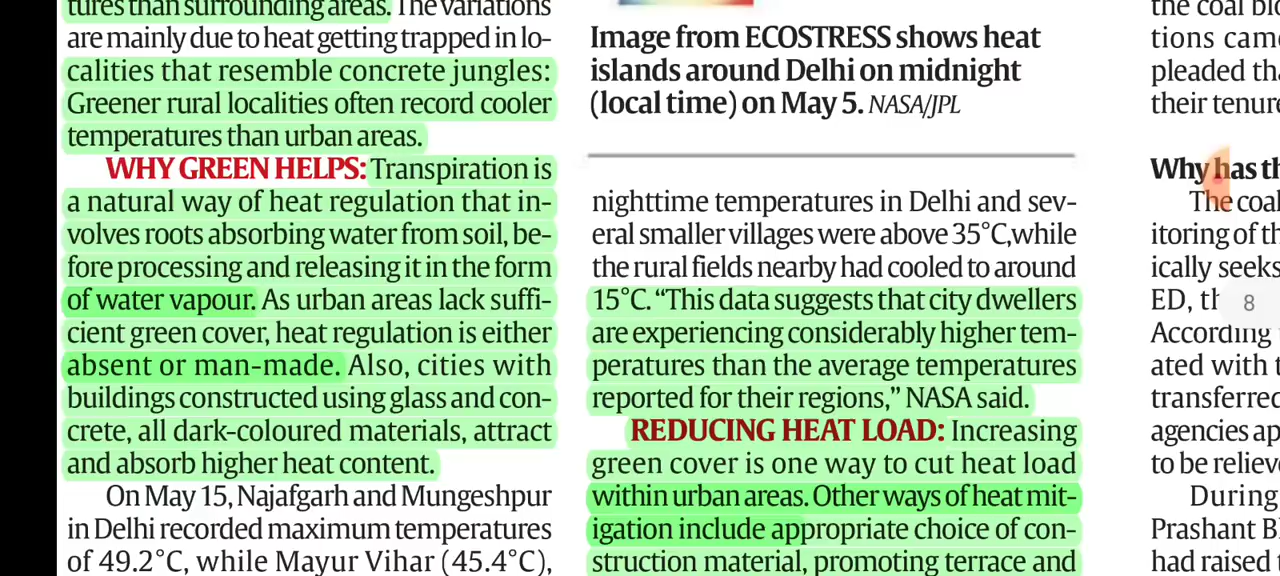 tures than surrounding areas. The variations
are mainly due to heat getting trapped in lo-
calities that resemble concrete jungles:
Greener rural localities often record cooler
temperatures than urban areas.
WHY GREEN HELPS: Transpiration is
a natural way of heat regulation that in-
volves roots absorbing water from soil, be-
fore processing and releasing it in the form
of water vapour. As urban areas lack suffi-
cient green cover, heat regulation is either
absent or man-made. Also, cities with
buildings constructed using glass and con-
crete, all dark-coloured materials, attract
and absorb higher heat content.
On May 15, Najafgarh and Mungeshpur
in Delhi recorded maximum temperatures
of 49.2°C, while Mayur Vihar (45.4°C),
Image from ECOSTRESS shows heat
islands around Delhi on midnight
(local time) on May 5. NASA/JPL
nighttime temperatures in Delhi and sev-
eral smaller villages were above 35°C,while
the rural fields nearby had cooled to around
15°C. “This data suggests that city dwellers
are experiencing considerably higher tem-
peratures than the average temperatures
reported for their regions,” NASA said.
REDUCING HEAT LOAD: Increasing
green cover is one way to cut heat load
within urban areas. Other ways of heat mit-
igation include appropriate choice of con-
struction material, promoting terrace and
the coal
tions
pleaded
their
Why has
The coal
itoring of
ically seeks
ED,
8
According
ated with
transferred
agencies
to be
During
Prashant
had raised